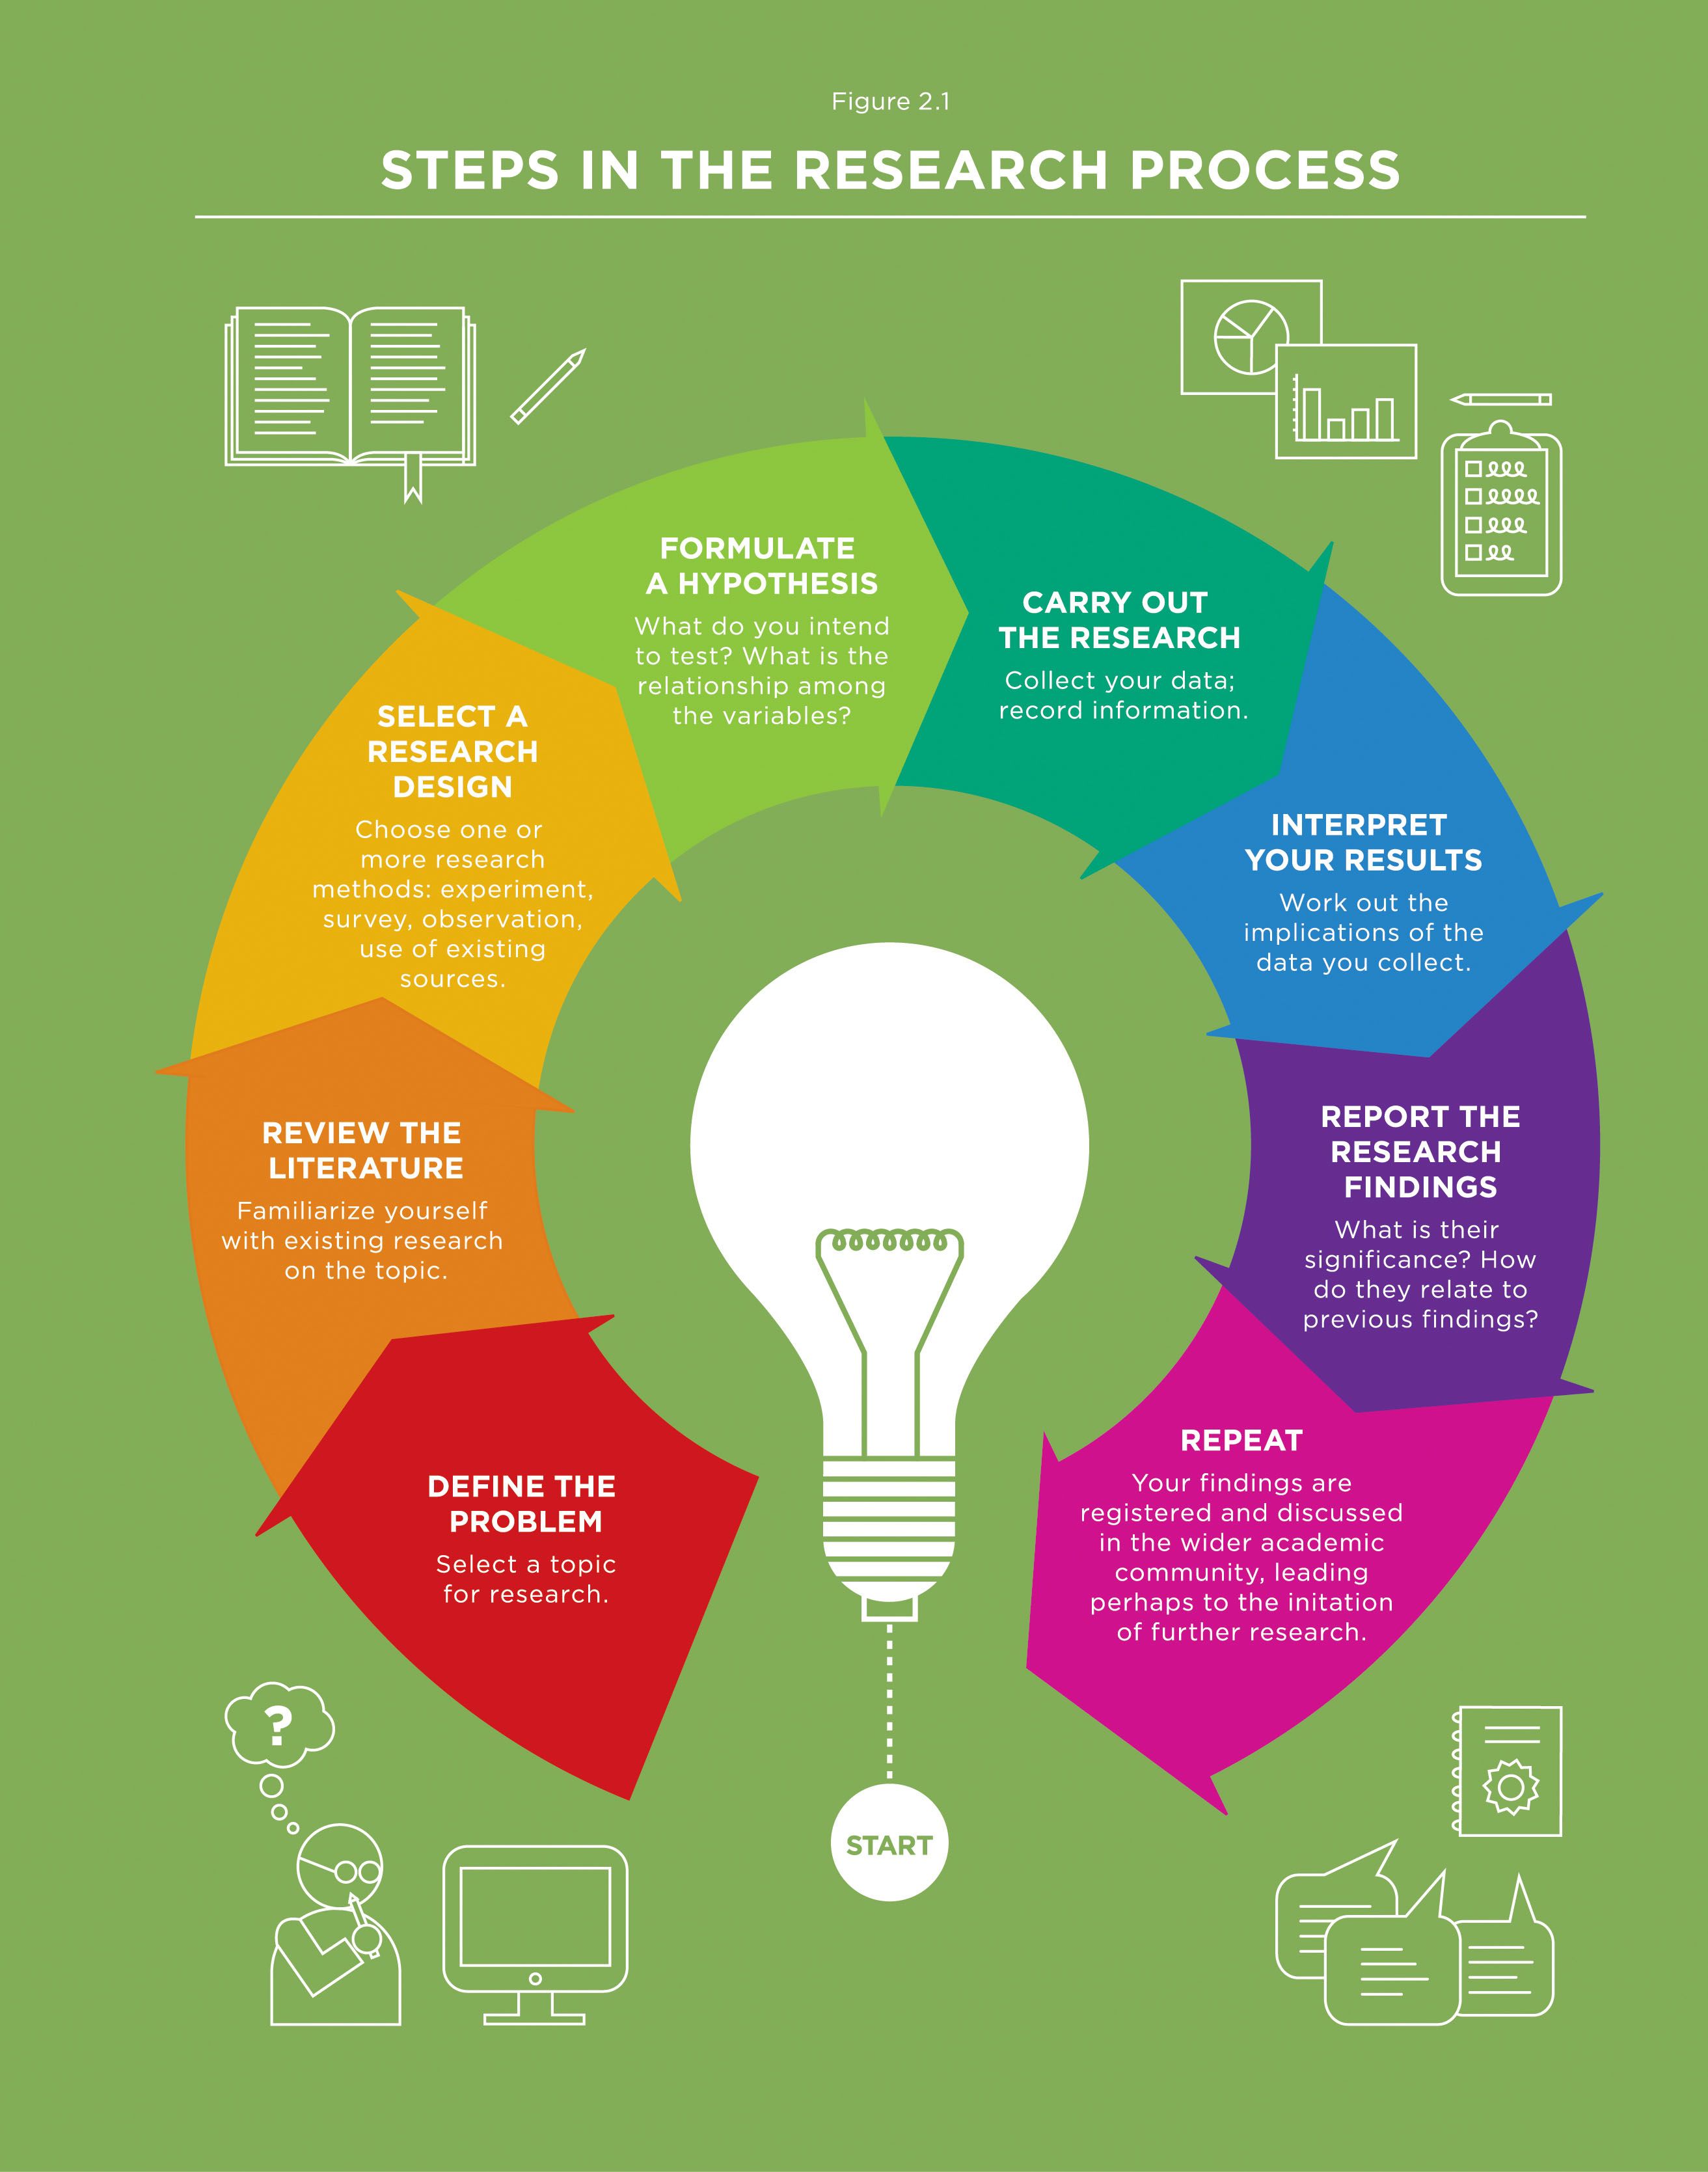 Figure 2.1
STEPS IN THE RESEARCH PROCESS
START
DEFINE THE
PROBLEM
Select a topic
for research.
REVIEW THE
LITERATURE
Familiarize yourself
with existing research
on the topic.
SELECT A
RESEARCH
DESIGN
Choose one or
more research
methods: experiment,
survey, observation,
use of existing
sources.
FORMULATE
A HYPOTHESIS
What do you intend
to test? What is the
relationship among
the variables?
CARRY OUT
THE RESEARCH
Collect your data;
record information.
INTERPRET
YOUR RESULTS
Work out the
implications of the
data you collect.
REPORT THE
RESEARCH
FINDINGS
What is their
significance? How
do they relate to
previous findings?
REPEAT
Your findings are
registered and discussed
in the wider academic
community, leading
perhaps to the initation
of further research.
?